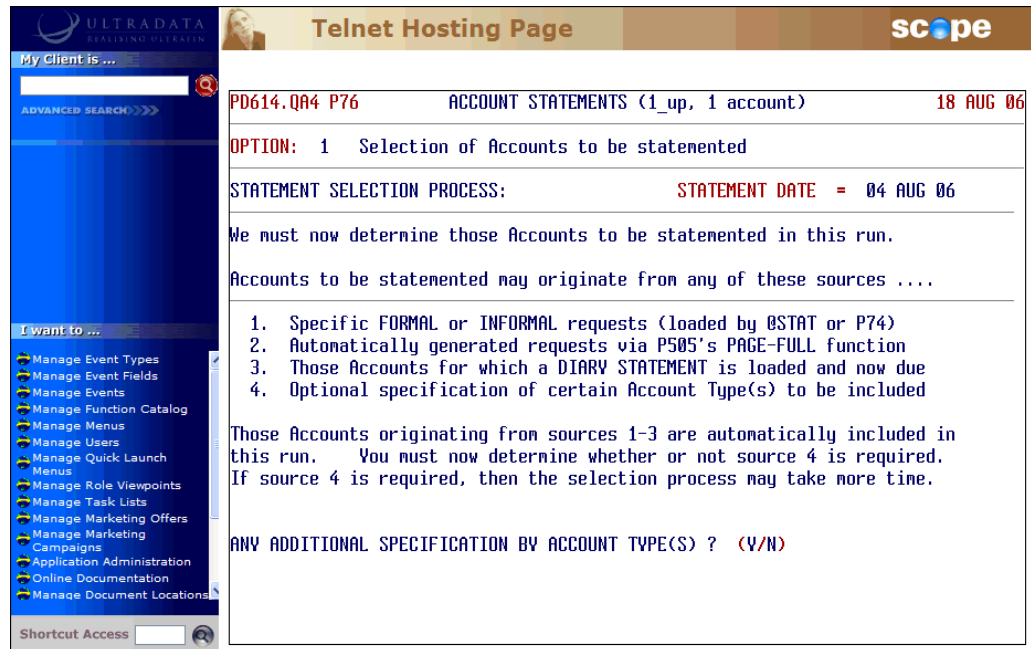 ULTRADATA
REALISING ULTRAFIN
Telnet Hosting Page
scope
My Client is ...
ADVANCED SEARCH
PD614.QA4 P76 ACCOUNT STATEMENTS (1_up, 1 account) 18 AUG 06
OPTION: 1 Selection of Accounts to be statemented
STATEMENT SELECTION PROCESS: STATEMENT DATE = 04 AUG 06
We must now determine those Accounts to be statemented in this run.
Accounts to be statemented may originate from any of these sources ....
1. Specific FORMAL or INFORMAL requests (loaded by @STAT or P74)
2. Automatically generated requests via P505's PAGE-FULL function
3. Those Accounts for which a DIARY STATEMENT is loaded and now due
4. Optional specification of certain Account Type(s) to be included
Those Accounts originating from sources 1-3 are automatically included in
this run. You must now determine whether or not source 4 is required.
If source 4 is required, then the selection process may take more time.
ANY ADDITIONAL SPECIFICATION BY ACCOUNT TYPE(S) ? (Y/N)
I want to ...
Manage Event Types
Manage Event Fields
Manage Events
Manage Function Catalog
Manage Menus
Manage Users
Manage Quick Launch
Menus
Manage Role Viewpoints
Manage Task Lists
Manage Marketing Offers
Manage Marketing
Campaigns
Application Administration
Online Documentation
Manage Document Locations
Shortcut Access